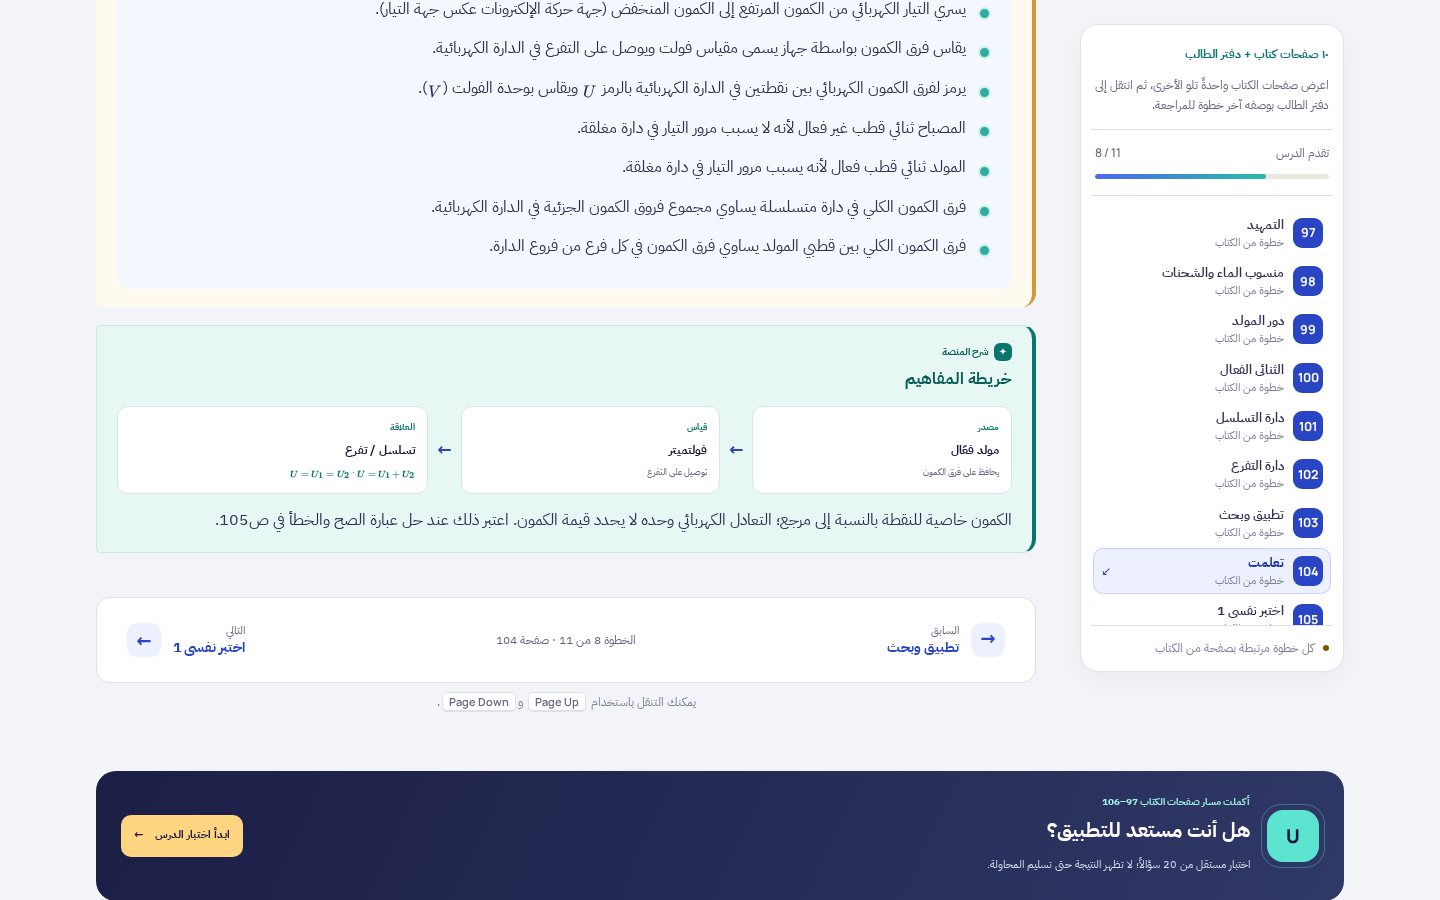 ١٠ صفحات كتاب + دفتر الطالب
اعرض صفحات الكتاب واحدةً تلو الأخرى، ثم انتقل إلى
دفتر الطالب بوصفه آخر خطوة للمراجعة.
تقدم الدرس
8 / 11
97 التمهيد
خطوة من الكتاب
98 منسوب الماء والشحنات
خطوة من الكتاب
99 دور المولد
خطوة من الكتاب
100 الثنائي الفعال
خطوة من الكتاب
101 دارة التسلسل
خطوة من الكتاب
102 دارة التفرع
خطوة من الكتاب
103 تطبيق وبحث
خطوة من الكتاب
104 تعلمت ↙
خطوة من الكتاب
105 اختبر نفسي 1
كل خطوة مرتبطة بصفحة من الكتاب
يسري التيار الكهربائي من الكمون المرتفع إلى الكمون المنخفض (جهة حركة الإلكترونات عكس جهة التيار).
يقاس فرق الكمون بواسطة جهاز يسمى مقياس فولت ويوصل على التفرع في الدارة الكهربائية.
يرمز لفرق الكمون الكهربائي بين نقطتين في الدارة الكهربائية بالرمز U ويقاس بوحدة الفولت (V).
المصباح ثنائي قطب غير فعال لأنه لا يسبب مرور التيار في دارة مغلقة.
المولد ثنائي قطب فعال لأنه يسبب مرور التيار في دارة مغلقة.
فرق الكمون الكلي في دارة متسلسلة يساوي مجموع فروق الكمون الجزئية في الدارة الكهربائية.
فرق الكمون الكلي بين قطبي المولد يساوي فرق الكمون في كل فرع من فروع الدارة.
✦ شرح المنصة
خريطة المفاهيم
مصدر
مولد فعّال
يحافظ على فرق الكمون
←
قياس
فولتميتر
توصيل على التفرع
←
العلاقة
تسلسل / تفرع
U = U1 = U2 · U = U1 + U2
الكمون خاصية للنقطة بالنسبة إلى مرجع؛ التعادل الكهربائي وحده لا يحدد قيمة الكمون. اعتبر ذلك عند حل عبارة الصح والخطأ في ص105.
→ السابق
تطبيق وبحث
الخطوة 8 من 11 · صفحة 104
التالي
اختبر نفسي 1 ←
يمكنك التنقل باستخدام Page Up و Page Down .
أكملت مسار صفحات الكتاب 97–106
U هل أنت مستعد للتطبيق؟
اختبار مستقل من 20 سؤالاً؛ لا تظهر النتيجة حتى تسليم المحاولة.
ابدأ اختبار الدرس ←